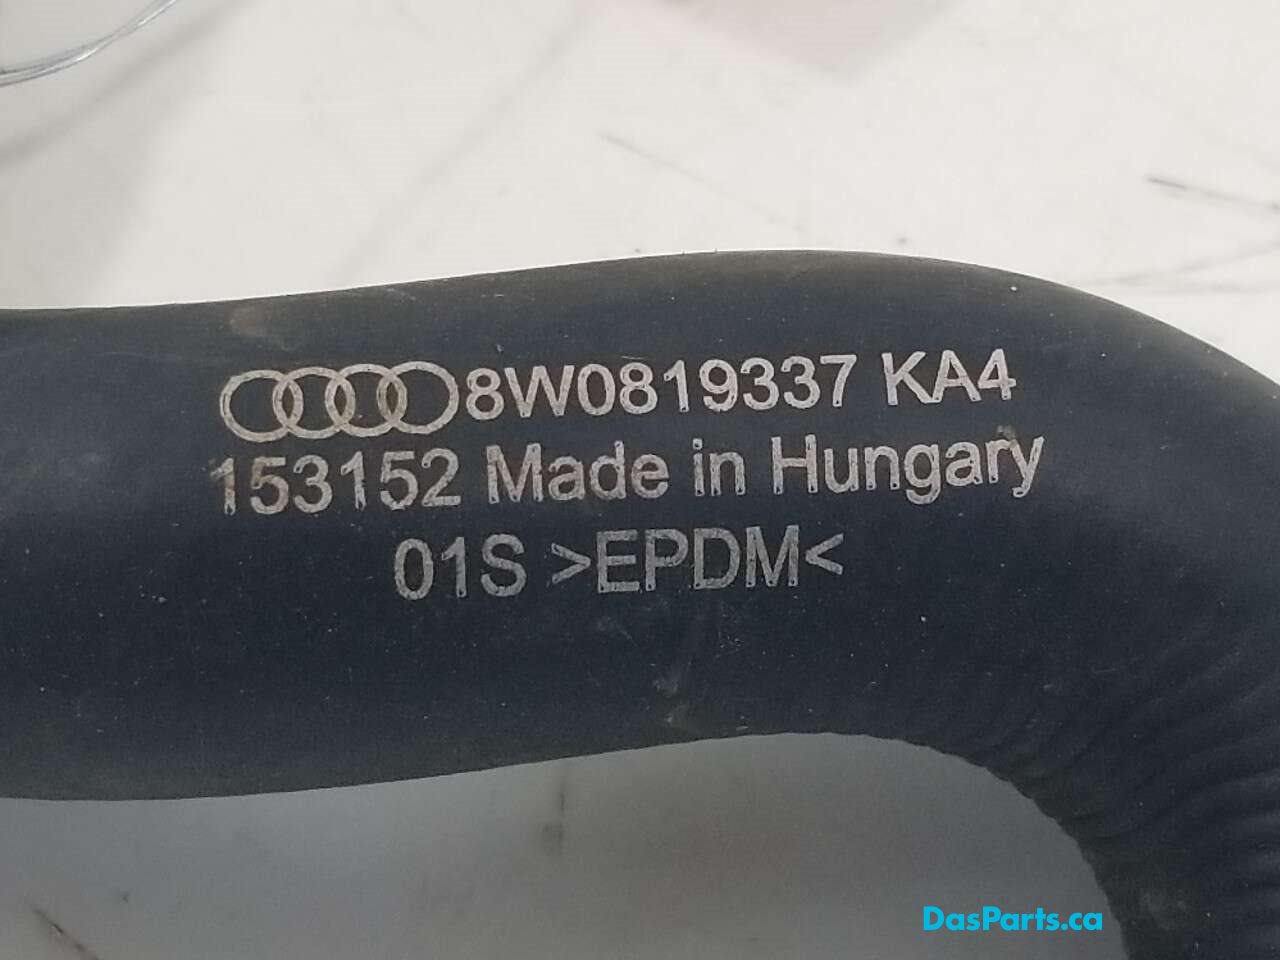 8W0819337 KA4
153152 Made in Hungary
01S >EPDM<
DasParts.ca